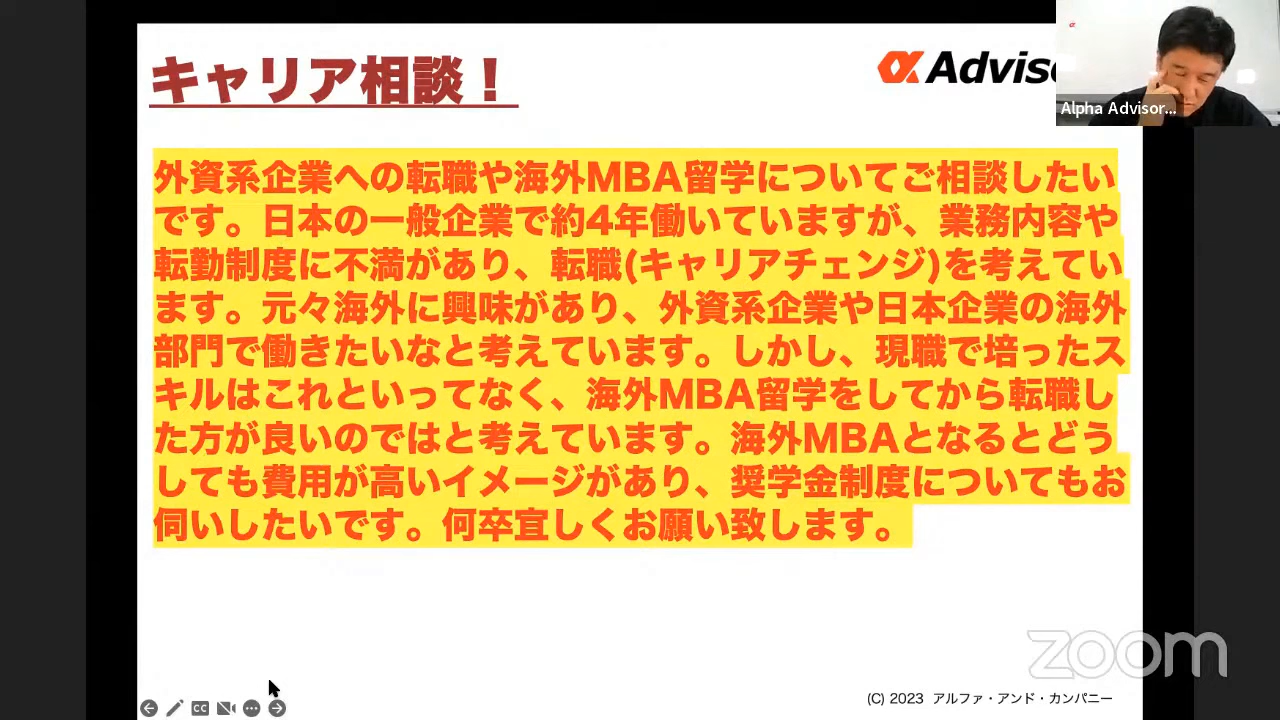 キャリア相談！
α Adviso
Alpha Advisor...
外資系企業への転職や海外MBA留学についてご相談したい
です。日本の一般企業で約4年働いていますが、業務内容や
転勤制度に不満があり、転職(キャリアチェンジ)を考えてい
ます。元々海外に興味があり、外資系企業や日本企業の海外
部門で働きたいなと考えています。しかし、現職で培ったス
キルはこれといってなく、海外MBA留学をしてから転職し
た方が良いのではと考えています。海外MBAとなるとどう
しても費用が高いイメージがあり、奨学金制度についてもお
伺いしたいです。何卒宜しくお願い致します。
zoom
CC
(C) 2023 アルファ・アンド・カンパニー